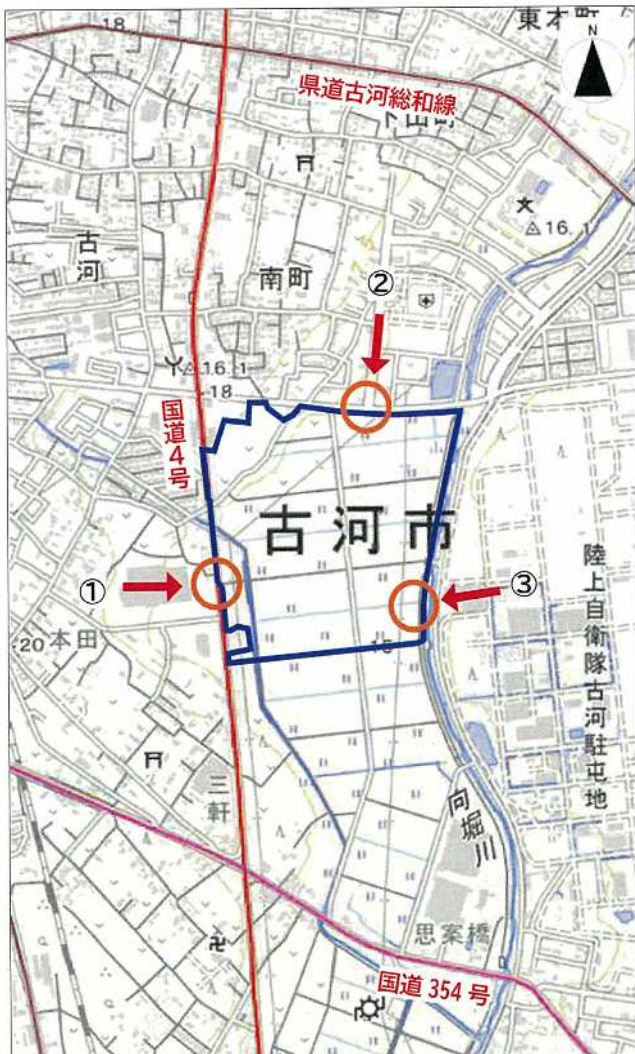 18
東本町
N
県道古河総和線
16.1
古河
南町
②
16.1
18
国道4号
古河市
①
③
陸上自衛隊古河駐屯地
20
本田
15
三軒
向堀川
思案橋
国道 354 号